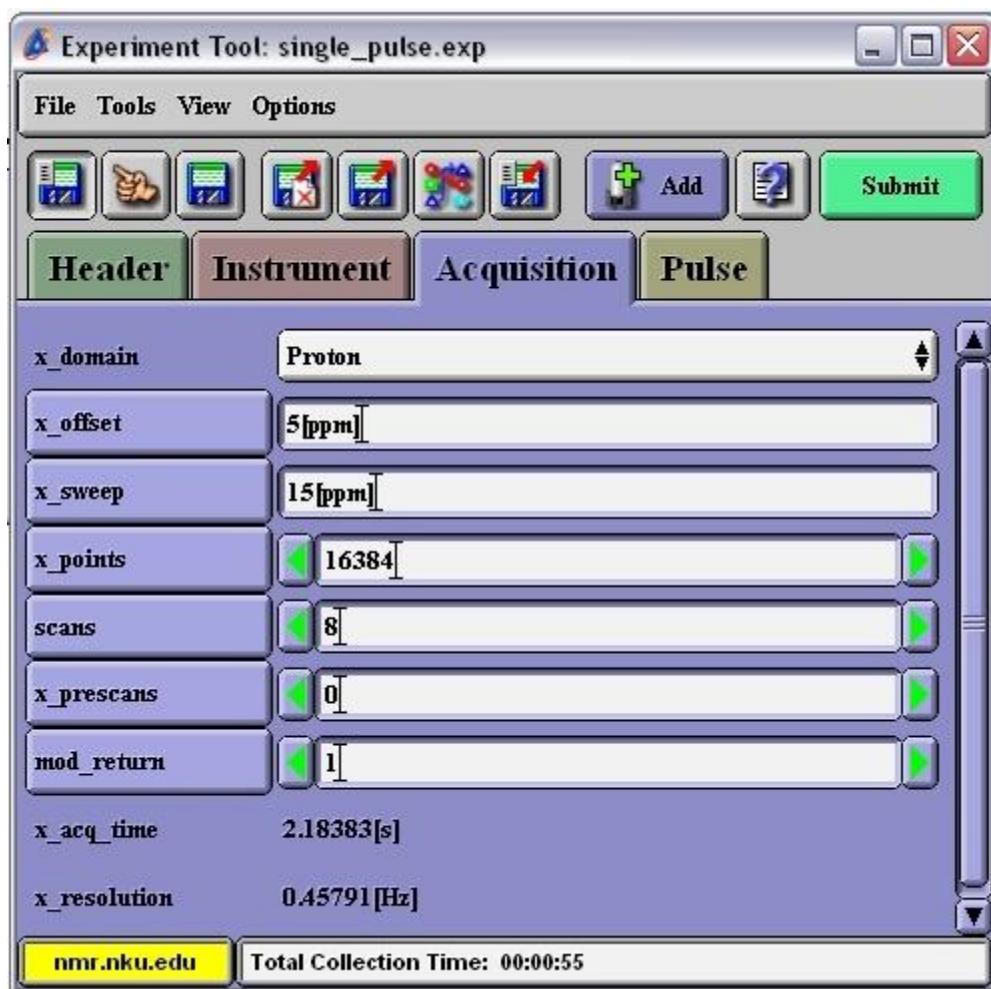 Experiment Tool: single_pulse.exp
File Tools View Options
Add
Submit
Header Instrument Acquisition Pulse
x_domain Proton
x_offset 5[ppm]
x_sweep 15[ppm]
x_points 16384
scans 8
x_prescans 0
mod_return 1
x_acq_time 2.18383[s]
x_resolution 0.45791[Hz]
nmr.nku.edu Total Collection Time: 00:00:55